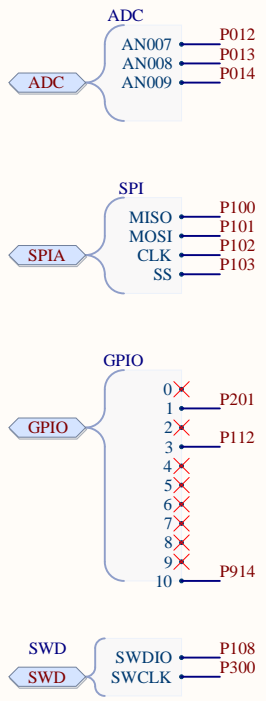 ADC
AN007 P012
AN008 P013
ADC AN009 P014
SPI
MISO P100
MOSI P101
SPIA CLK P102
SS P103
GPIO
0
1 P201
GPIO 2
3 P112
4
5
6
7
8
9
10 P914
SWD SWDIO P108
SWD SWCLK P300